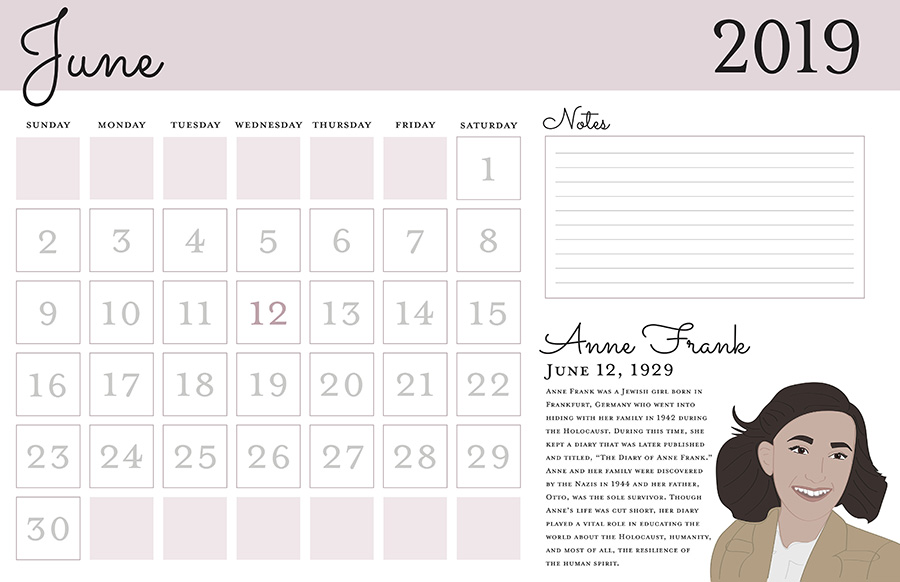 June
2019
SUNDAY MONDAY TUESDAY WEDNESDAY THURSDAY FRIDAY SATURDAY
1
2 3 4 5 6 7 8
9 10 11 12 13 14 15
16 17 18 19 20 21 22
23 24 25 26 27 28 29
30
Notes
Anne Frank
June 12, 1929
Anne Frank was a Jewish girl born in
Frankfurt, Germany who went into
hiding with her family in 1942 during
the Holocaust. During this time, she
kept a diary that was later published
and titled, “The Diary of Anne Frank.”
Anne and her family were discovered
by the Nazis in 1944 and her father,
Otto, was the sole survivor. Though
Anne's life was cut short, her diary
played a vital role in educating the
world about the Holocaust, humanity,
and most of all, the resilience of
the human spirit.